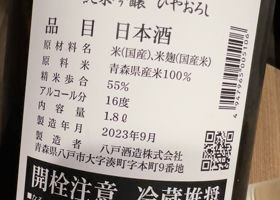 純米吟醸 ひやおろし
品目 日本酒
原材料名 米(国産)、米麹(国産米)
原料米 青森県産米100%
精米歩合 55%
アルコール分 16度
内容量 1.8ℓ
製造年月 2023年9月
製造者 八戸酒造株式会社
青森県八戸市大字湊町字本町9番地
4947965003106
開栓注意 冷蔵推奨